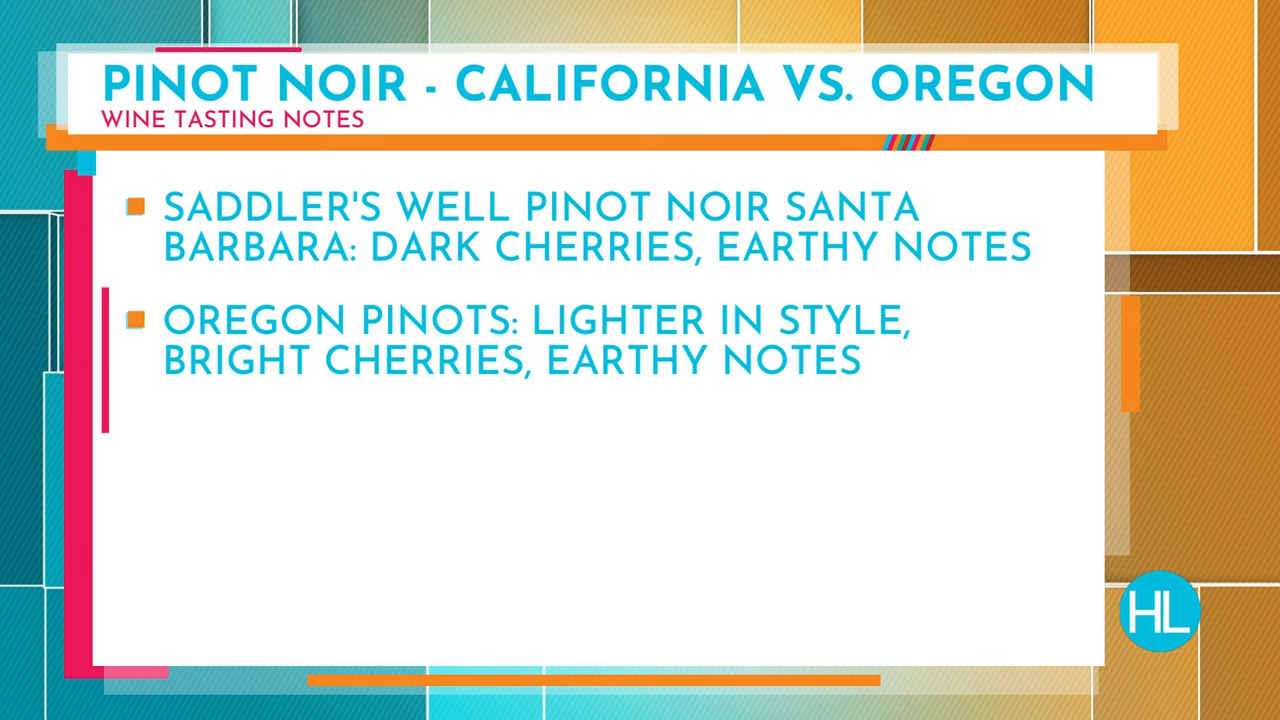 PINOT NOIR - CALIFORNIA VS. OREGON
WINE TASTING NOTES
SADDLER'S WELL PINOT NOIR SANTA
BARBARA: DARK CHERRIES, EARTHY NOTES
OREGON PINOTS: LIGHTER IN STYLE,
BRIGHT CHERRIES, EARTHY NOTES
HL